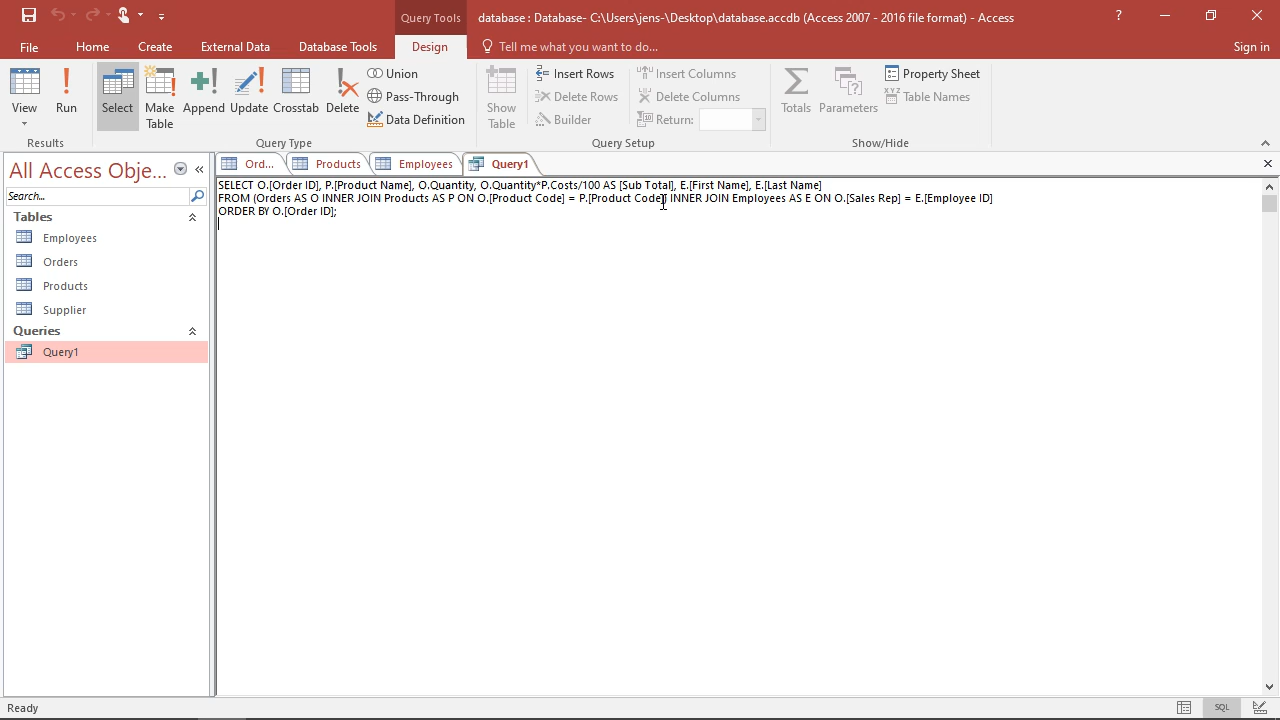 Query Tools
database : Database- C:\Users\jens-\Desktop\database.accdb (Access 2007 - 2016 file format) - Access
?
File
Home
Create
External Data
Database Tools
Design
Tell me what you want to do...
Sign in
View
Run
Results
Select
Make Table
Append
Update
Crosstab
Delete
Union
Pass-Through
Data Definition
Query Type
Show Table
Insert Rows
Delete Rows
Builder
Insert Columns
Delete Columns
Return:
Query Setup
Totals
Parameters
Property Sheet
Table Names
Show/Hide
All Access Obje...
Search...
Tables
Employees
Orders
Products
Supplier
Queries
Query1
Ord...
Products
Employees
Query1
SELECT O.[Order ID], P.[Product Name], O.Quantity, O.Quantity*P.Costs/100 AS [Sub Total], E.[First Name], E.[Last Name]
FROM (Orders AS O INNER JOIN Products AS P ON O.[Product Code] = P.[Product Code]) INNER JOIN Employees AS E ON O.[Sales Rep] = E.[Employee ID]
ORDER BY O.[Order ID];
Ready
SQL